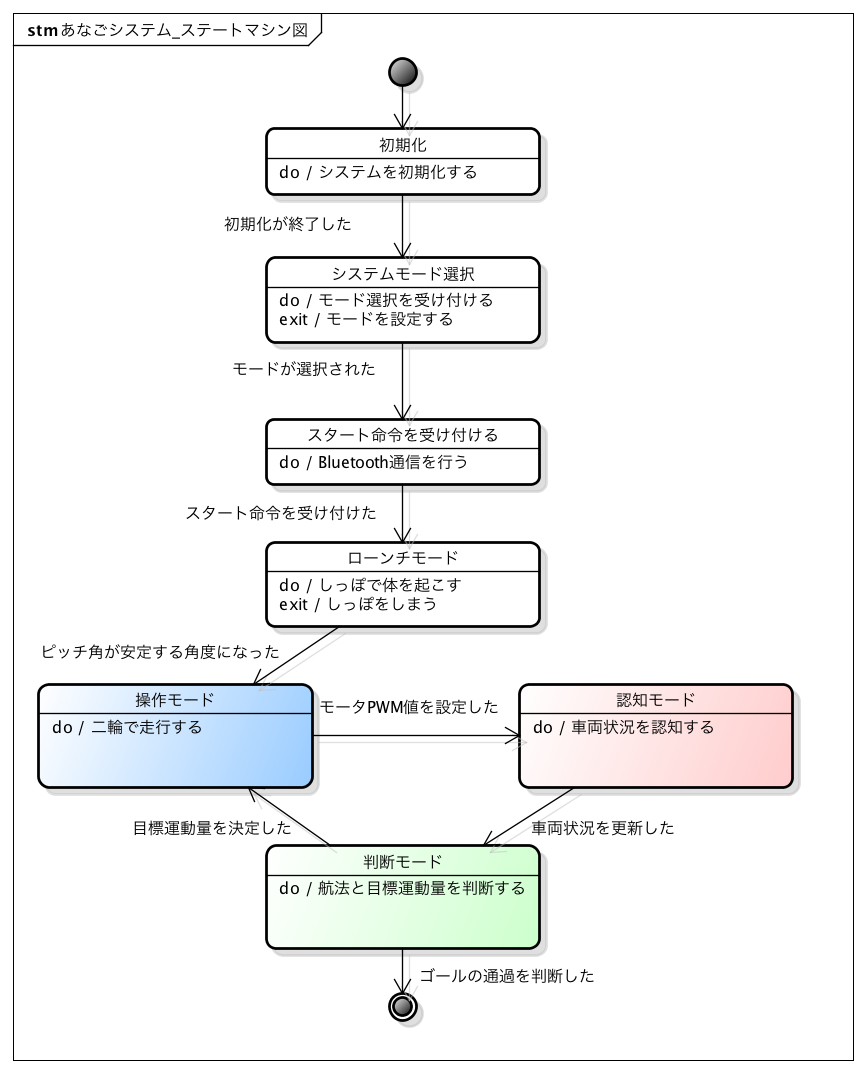 stm あなごシステム_ステートマシン図
初期化
do / システムを初期化する
初期化が終了した
システムモード選択
do / モード選択を受け付ける
exit / モードを設定する
モードが選択された
スタート命令を受け付ける
do / Bluetooth通信を行う
スタート命令を受け付けた
ローンチモード
do / しっぽで体を起こす
exit / しっぽをしまう
ピッチ角が安定する角度になった
操作モード
do / 二輪で走行する
モータPWM値を設定した
認知モード
do / 車両状況を認知する
目標運動量を決定した
車両状況を更新した
判断モード
do / 航法と目標運動量を判断する
ゴールの通過を判断した